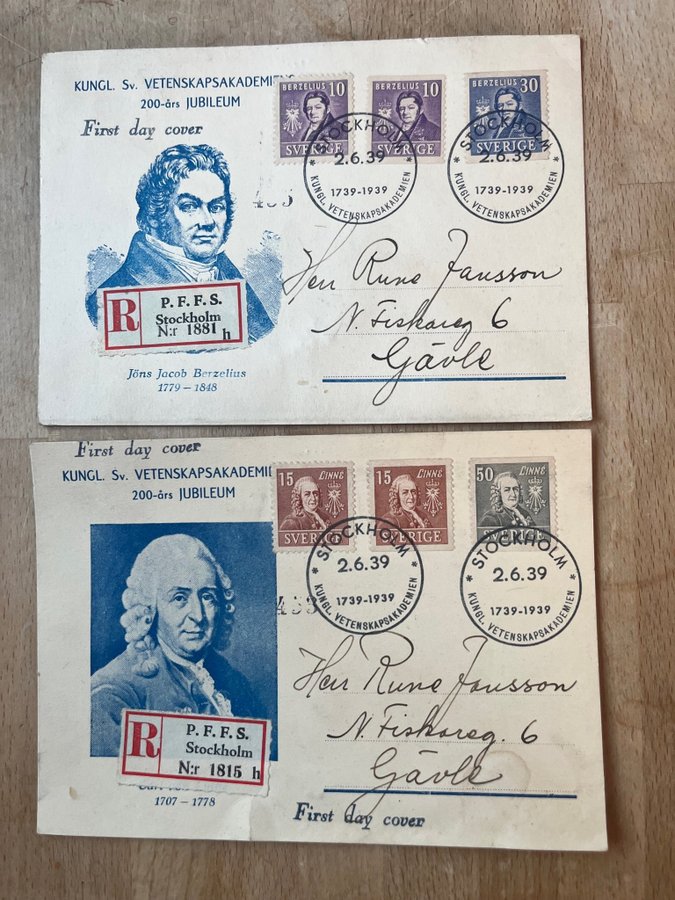 KUNGL. Sv. VETENSKAPSAKADEMIENS
200-års JUBILEUM
First day cover
10
SVERIGE
BERZELIUS 10
SVERIGE
BERZELIUS 30
SVERIGE
STOCKHOLM
2.6.39
1739-1939
KUNGL. VETENSKAPSAKADEMIEN
STOCKHOLM
2.6.39
1739-1939
KUNGL. VETENSKAPSAKADEMIEN
Herr Rune Jansson
N. Fiskareg 6
Gävle
R
P. F. F. S.
Stockholm
N:r 1881 h
Jöns Jacob Berzelius
1779 – 1848
First day cover
KUNGL. Sv. VETENSKAPSAKADEMIE
200-års JUBILEUM
15 LINNÉ
SVERIGE
15 LINNÉ
SVERIGE
50 LINNÉ
SVERIGE
STOCKHOLM
2.6.39
1739-1939
KUNGL. VETENSKAPSAKADEMIEN
STOCKHOLM
2.6.39
1739-1939
KUNGL. VETENSKAPSAKADEMIEN
Herr Rune Jansson
N. Fiskareg. 6
Gävle
R
P. F. F. S.
Stockholm
N:r 1815 h
1707 – 1778
First day cover